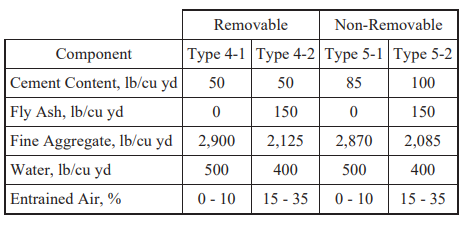 Removable Non-Removable
Component Type 4-1 Type 4-2 Type 5-1 Type 5-2
Cement Content, lb/cu yd 50 50 85 100
Fly Ash, lb/cu yd 0 150 0 150
Fine Aggregate, lb/cu yd 2,900 2,125 2,870 2,085
Water, lb/cu yd 500 400 500 400
Entrained Air, % 0 - 10 15 - 35 0 - 10 15 - 35